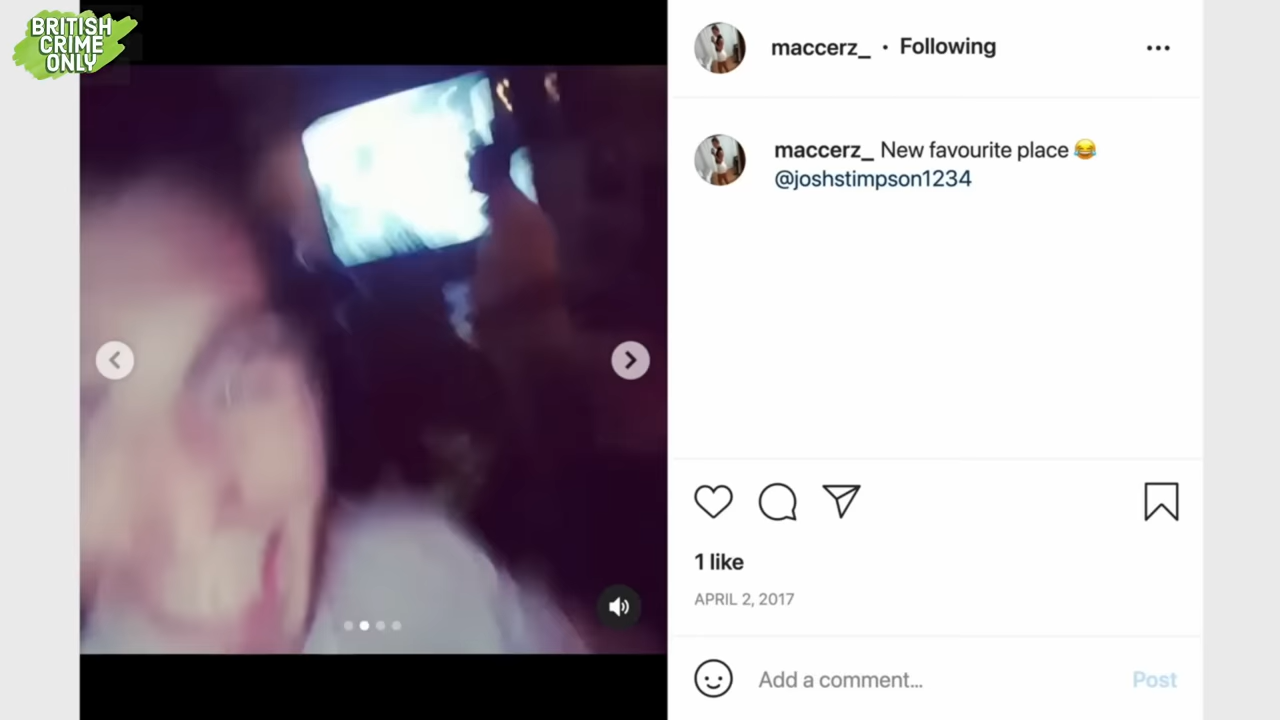 BRITISH
CRIME
ONLY
maccerz_ • Following
maccerz_ New favourite place 😂
@joshstimpson1234
1 like
APRIL 2, 2017
Add a comment...
Post